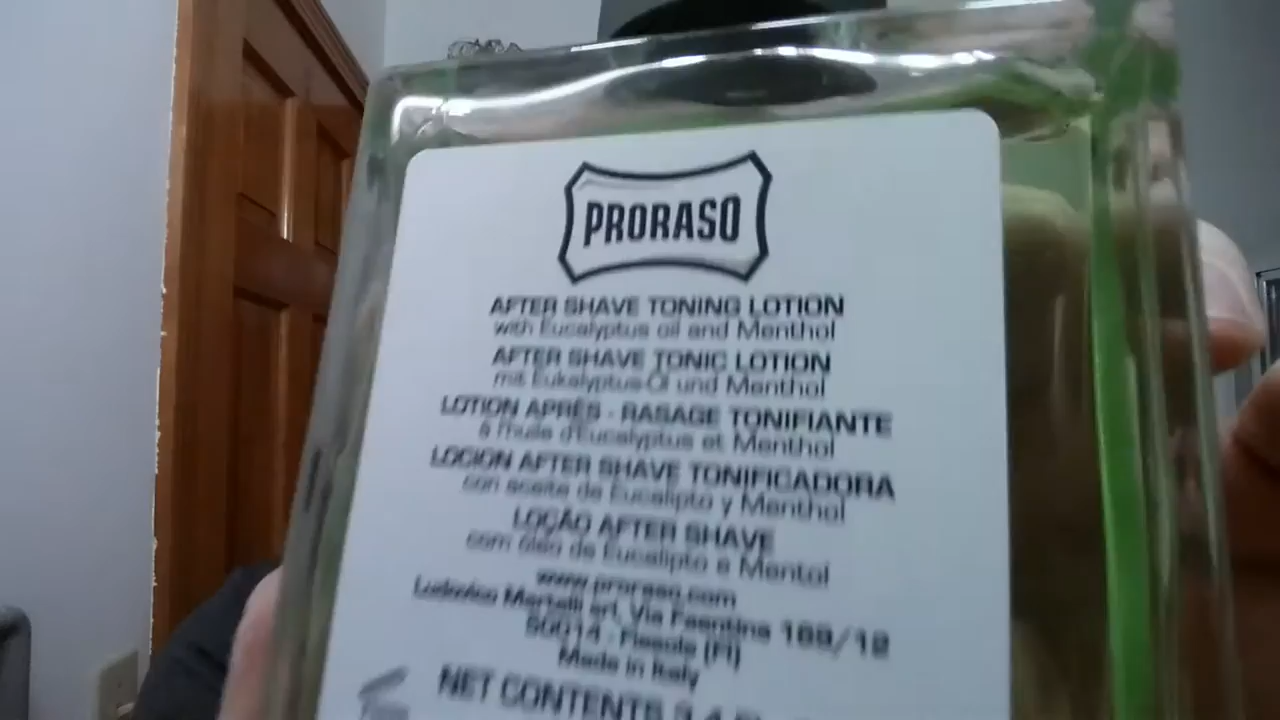 PRORASO
AFTER SHAVE TONING LOTION
with Eucalyptus oil and Menthol
AFTER SHAVE TONIC LOTION
mit Eukalyptus-Öl und Menthol
LOTION APRÈS - RASAGE TONIFIANTE
à l'huile d'Eucalyptus et Menthol
LOCION AFTER SHAVE TONIFICADORA
con aceite de Eucalipto y Menthol
LOÇÃO AFTER SHAVE
com óleo de Eucalipto e Mentol
www.proraso.com
Ludovico Martelli srl, Via Faentina 169/12
50014 - Fiesole (FI)
Made in Italy
NET CONTENTS 3.4